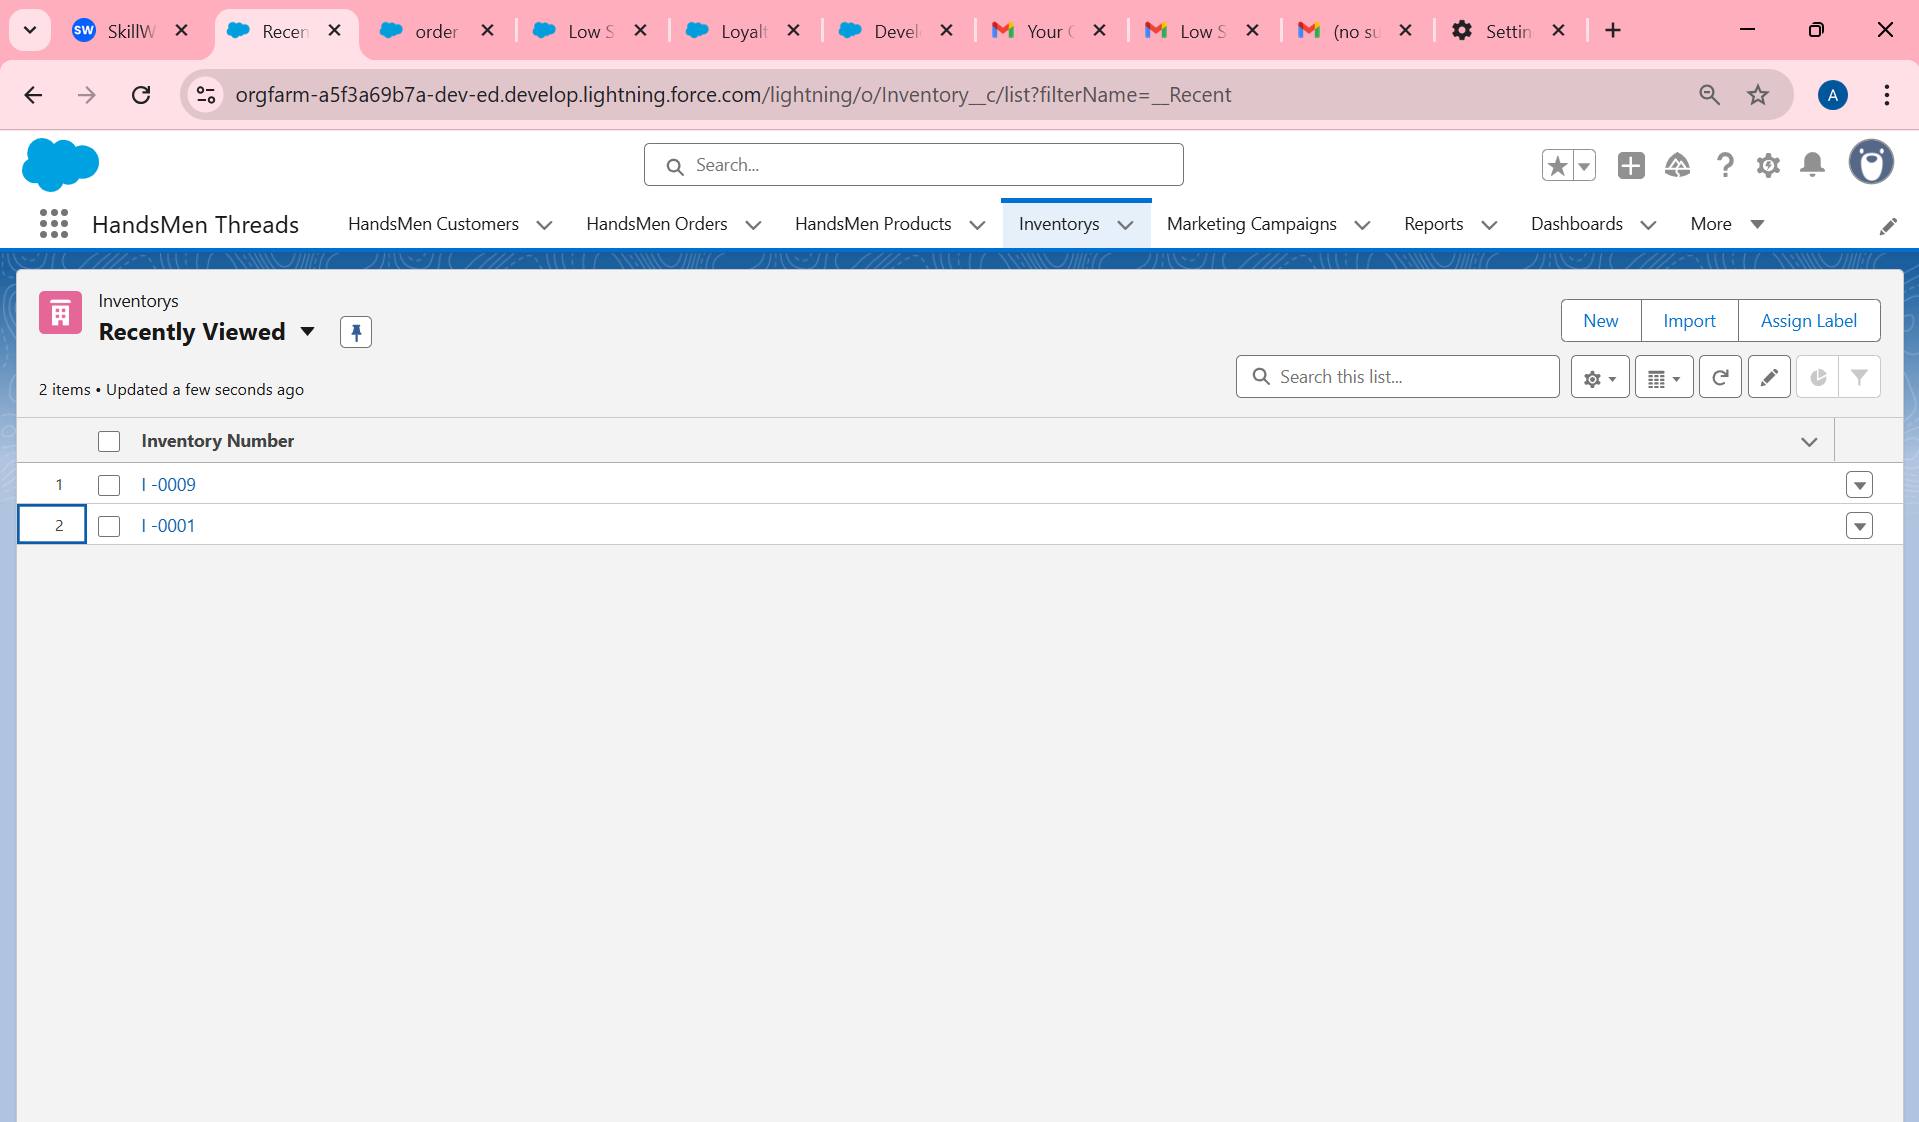 SW SkillW Recen order Low S Loyalt Devel Your Low S (no su Settin
orgfarm-a5f3a69b7a-dev-ed.develop.lightning.force.com/lightning/o/Inventory__c/list?filterName=__Recent A
Search...
HandsMen Threads HandsMen Customers HandsMen Orders HandsMen Products Inventorys Marketing Campaigns Reports Dashboards More
Inventorys
Recently Viewed
New Import Assign Label
2 items • Updated a few seconds ago
Search this list...
Inventory Number
1 I -0009
2 I -0001